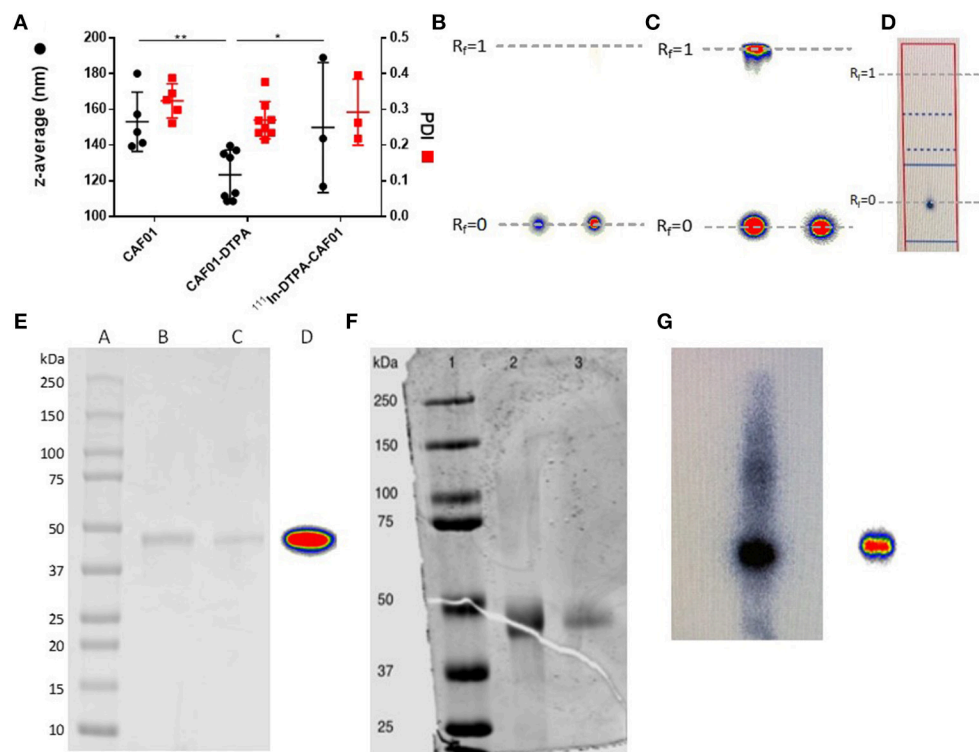 A
B
C
D
** *
200
180
160
140
120
100
z-average (nm)
0.5
0.4
0.3
0.2
0.1
0.0
PDI
CAF01
CAF01-DTPA
¹¹¹In-DTPA-CAF01
Rf=1
Rf=0
Rf=1
Rf=0
Rf=1
Rf=0
E
A B C D
kDa
250
150
100
75
50
37
25
20
15
10
F
kDa 1 2 3
250
150
100
75
50
37
25
G